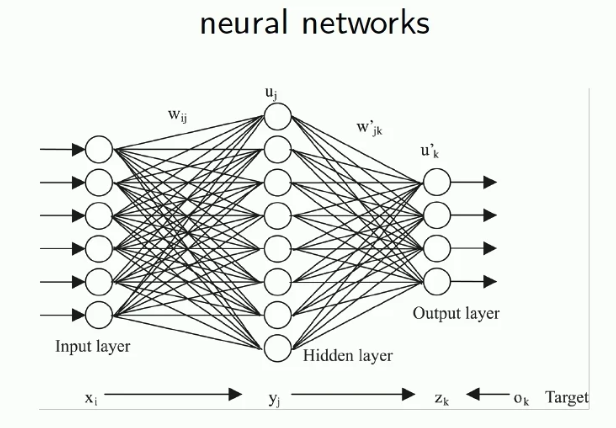 neural networks
uⱼ
wᵢⱼ
w'ⱼₖ
u'ₖ
Output layer
Input layer
Hidden layer
xᵢ
yⱼ
zₖ
oₖ Target